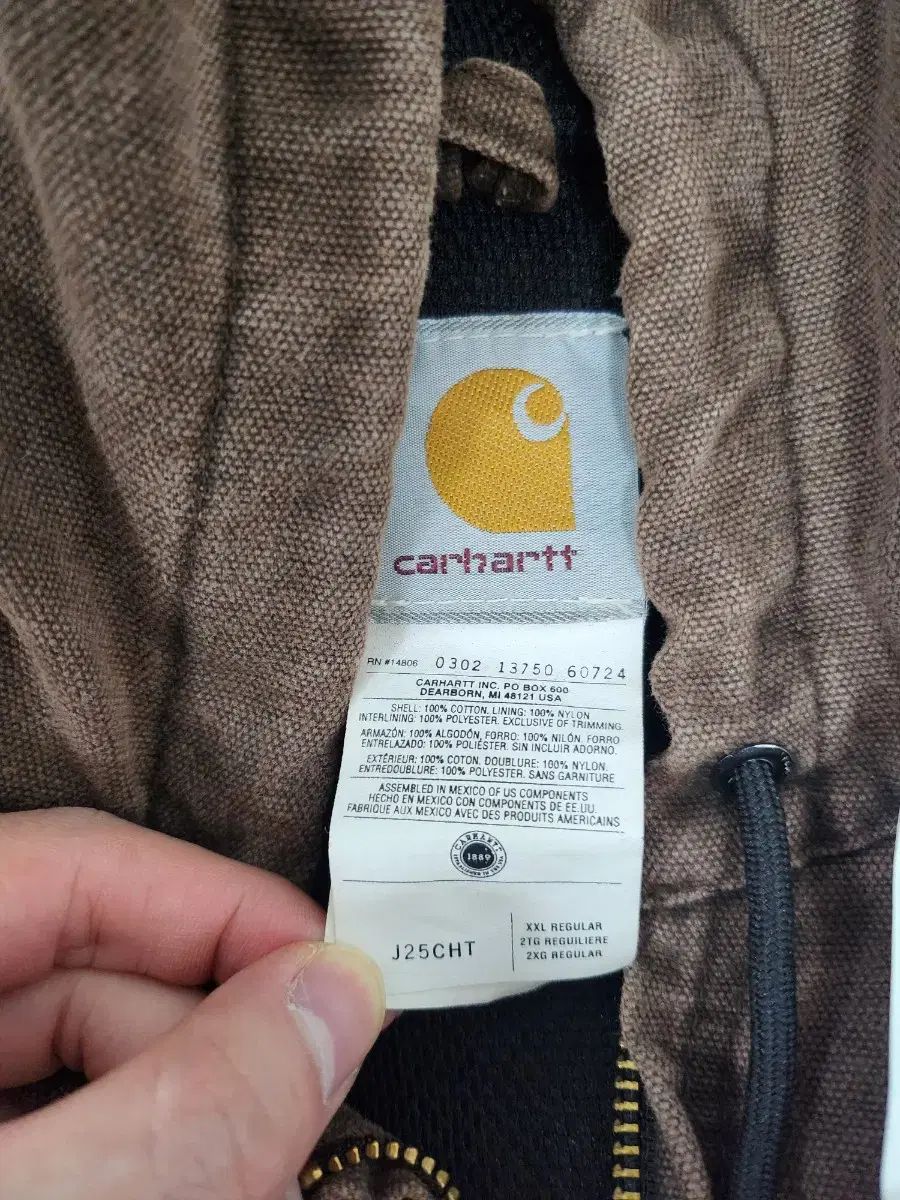 carhartt
RN #14806 0302 13750 60724
CARHARTT INC. PO BOX 600
DEARBORN, MI 48121 USA
SHELL: 100% COTTON. LINING: 100% NYLON
INTERLINING: 100% POLYESTER. EXCLUSIVE OF TRIMMING.
ARMAZÓN: 100% ALGODÓN, FORRO: 100% NILÓN. FORRO
ENTRELAZADO: 100% POLIÉSTER. SIN INCLUIR ADORNO.
EXTÉRIEUR: 100% COTON. DOUBLURE: 100% NYLON.
ENTREDOUBLURE: 100% POLYESTER. SANS GARNITURE
ASSEMBLED IN MEXICO OF US COMPONENTS
HECHO EN MEXICO CON COMPONENTES DE EE.UU.
FABRIQUE AUX MEXICO AVEC DES PRODUITS AMERICAINS
CARHARTT
1889
J25CHT
XXL REGULAR
2TG REGUILIERE
2XG REGULAR